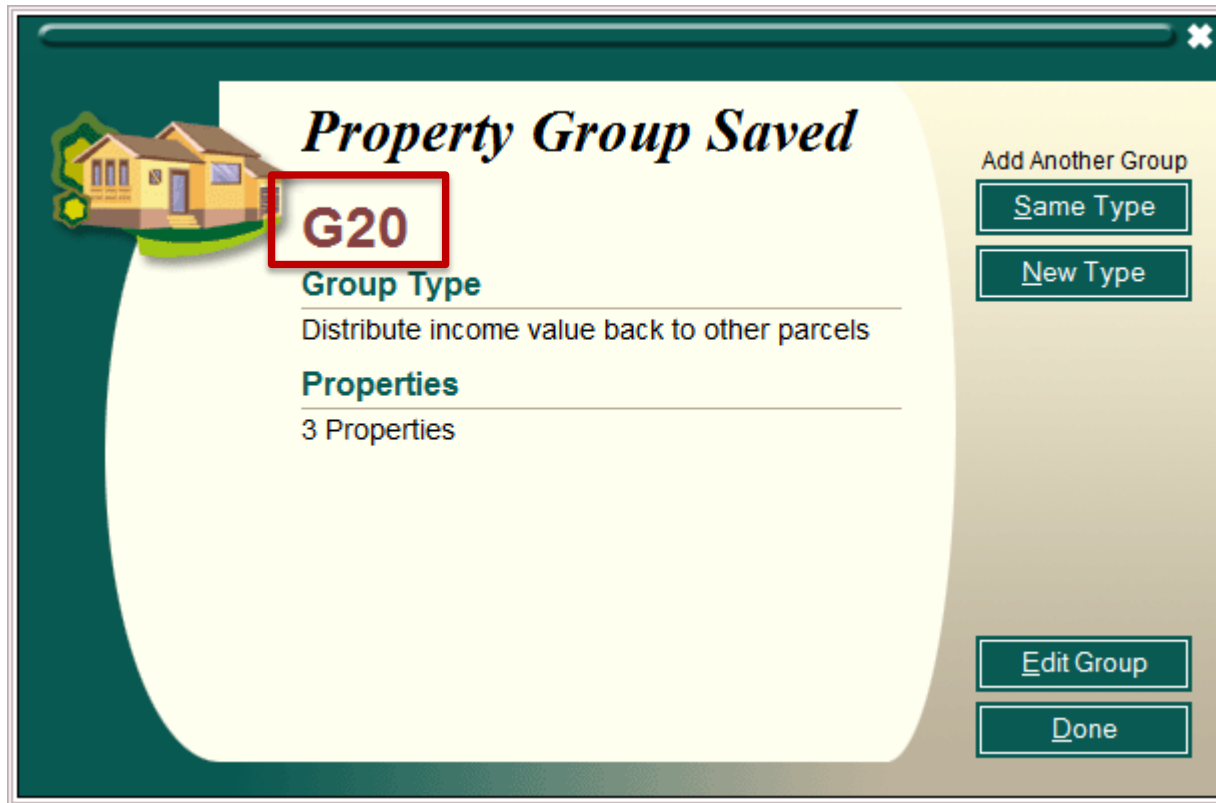 Property Group Saved
G20
Group Type
Distribute income value back to other parcels
Properties
3 Properties
Add Another Group
Same Type
New Type
Edit Group
Done